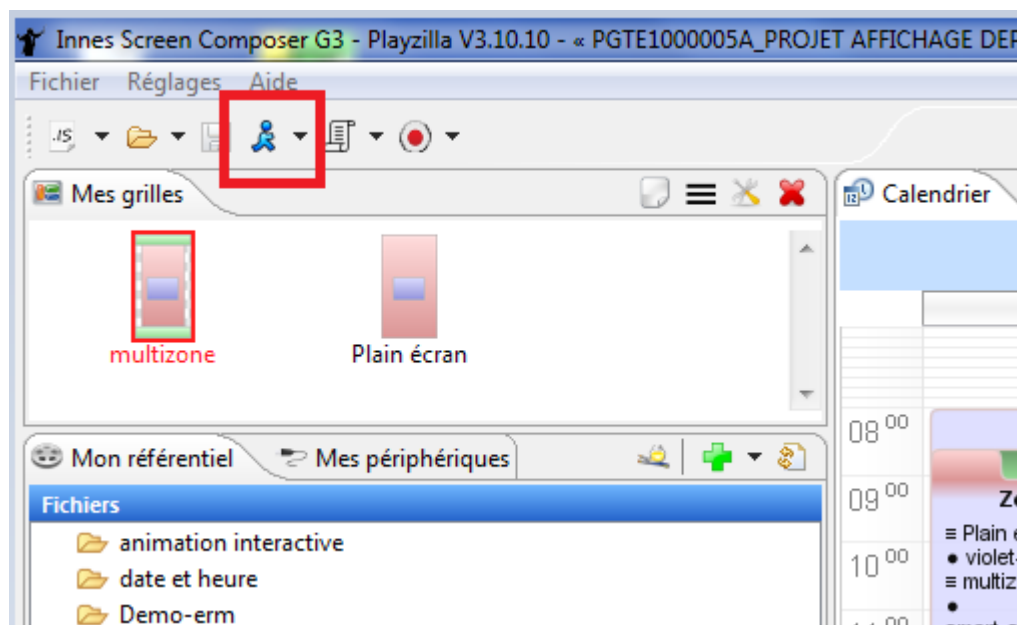 Innes Screen Composer G3 - Playzilla V3.10.10 - « PGTE1000005A_PROJET AFFICHAGE
Fichier Réglages Aide
.JS
Mes grilles
Calendrier
12
multizone
Plain écran
Mon référentiel
Mes périphériques
Fichiers
animation interactive
date et heure
Demo-erm
08 00
09 00
10 00
≡ Plain
● violet-
≡ multiz
●